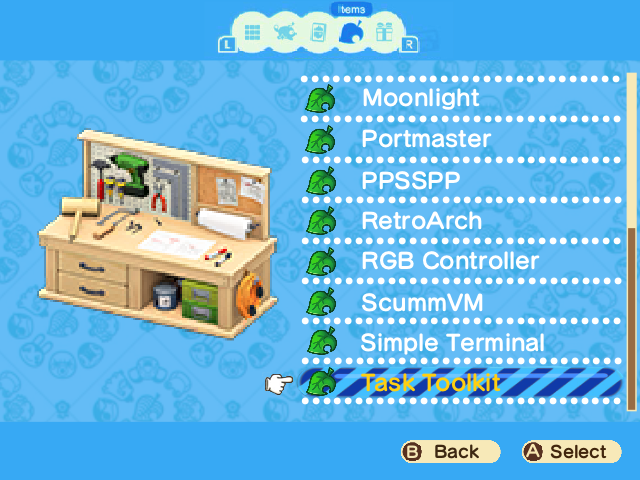 Items
L
R
Moonlight
Portmaster
PPSSPP
RetroArch
RGB Controller
ScummVM
Simple Terminal
Task Toolkit
B Back
A Select